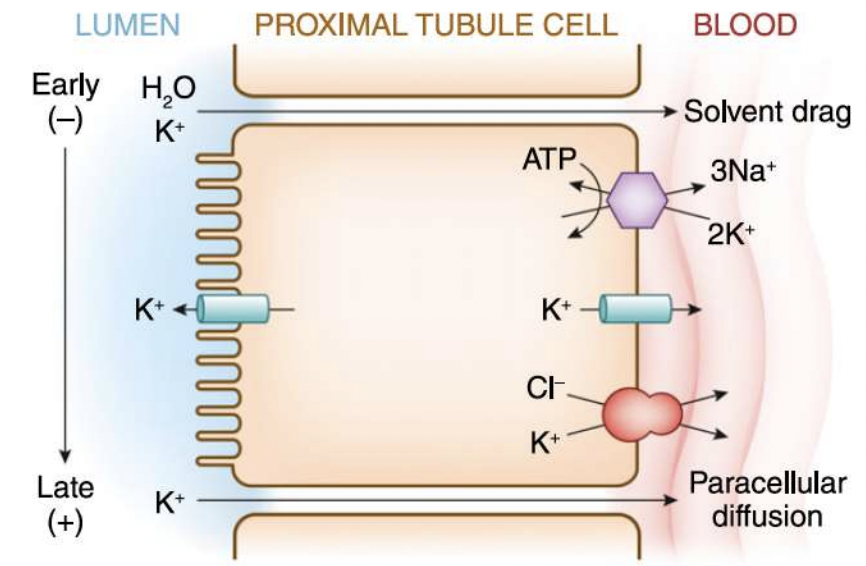 LUMEN
PROXIMAL TUBULE CELL
BLOOD
Early
(–)
H₂O
K⁺
Solvent drag
ATP
3Na⁺
2K⁺
K⁺
K⁺
Cl⁻
K⁺
Late
(+)
K⁺
Paracellular
diffusion